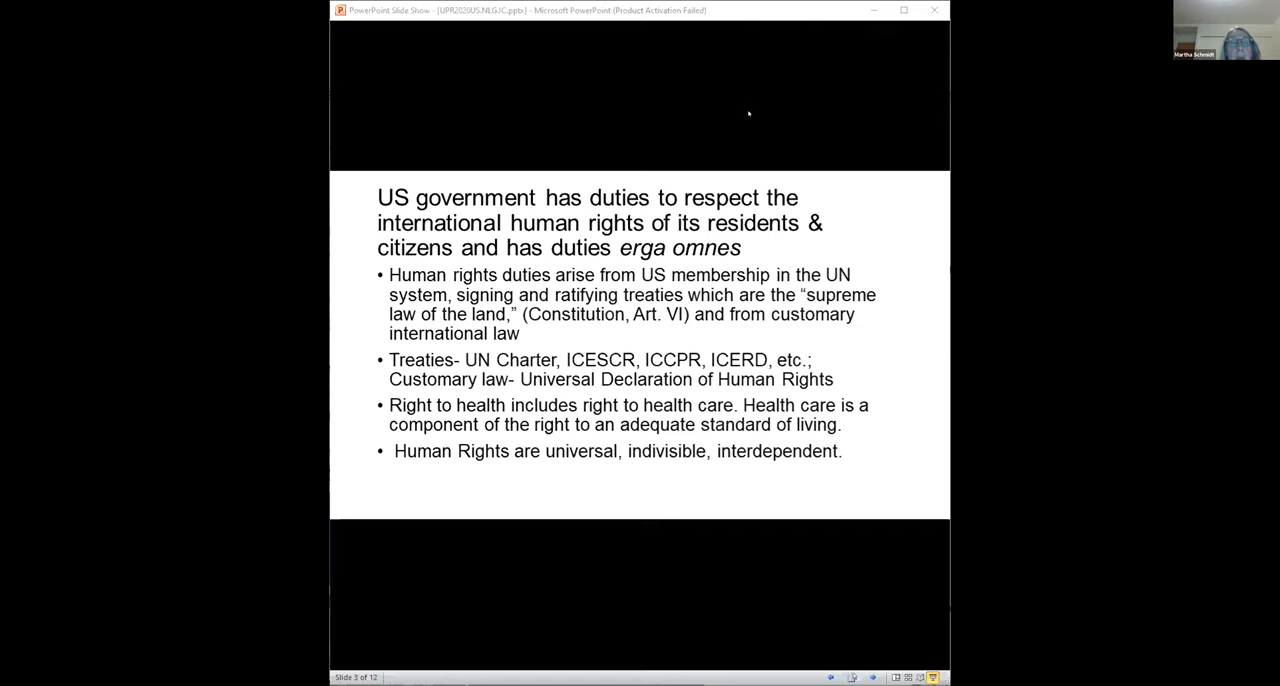 PowerPoint Slide Show - [UPR2020US.NLG.IC.pptx] - Microsoft PowerPoint (Product Activation Failed)
Martha Schmidt
US government has duties to respect the
international human rights of its residents &
citizens and has duties erga omnes
• Human rights duties arise from US membership in the UN
system, signing and ratifying treaties which are the “supreme
law of the land,” (Constitution, Art. VI) and from customary
international law
• Treaties- UN Charter, ICESCR, ICCPR, ICERD, etc.;
Customary law- Universal Declaration of Human Rights
• Right to health includes right to health care. Health care is a
component of the right to an adequate standard of living.
• Human Rights are universal, indivisible, interdependent.
Slide 3 of 12